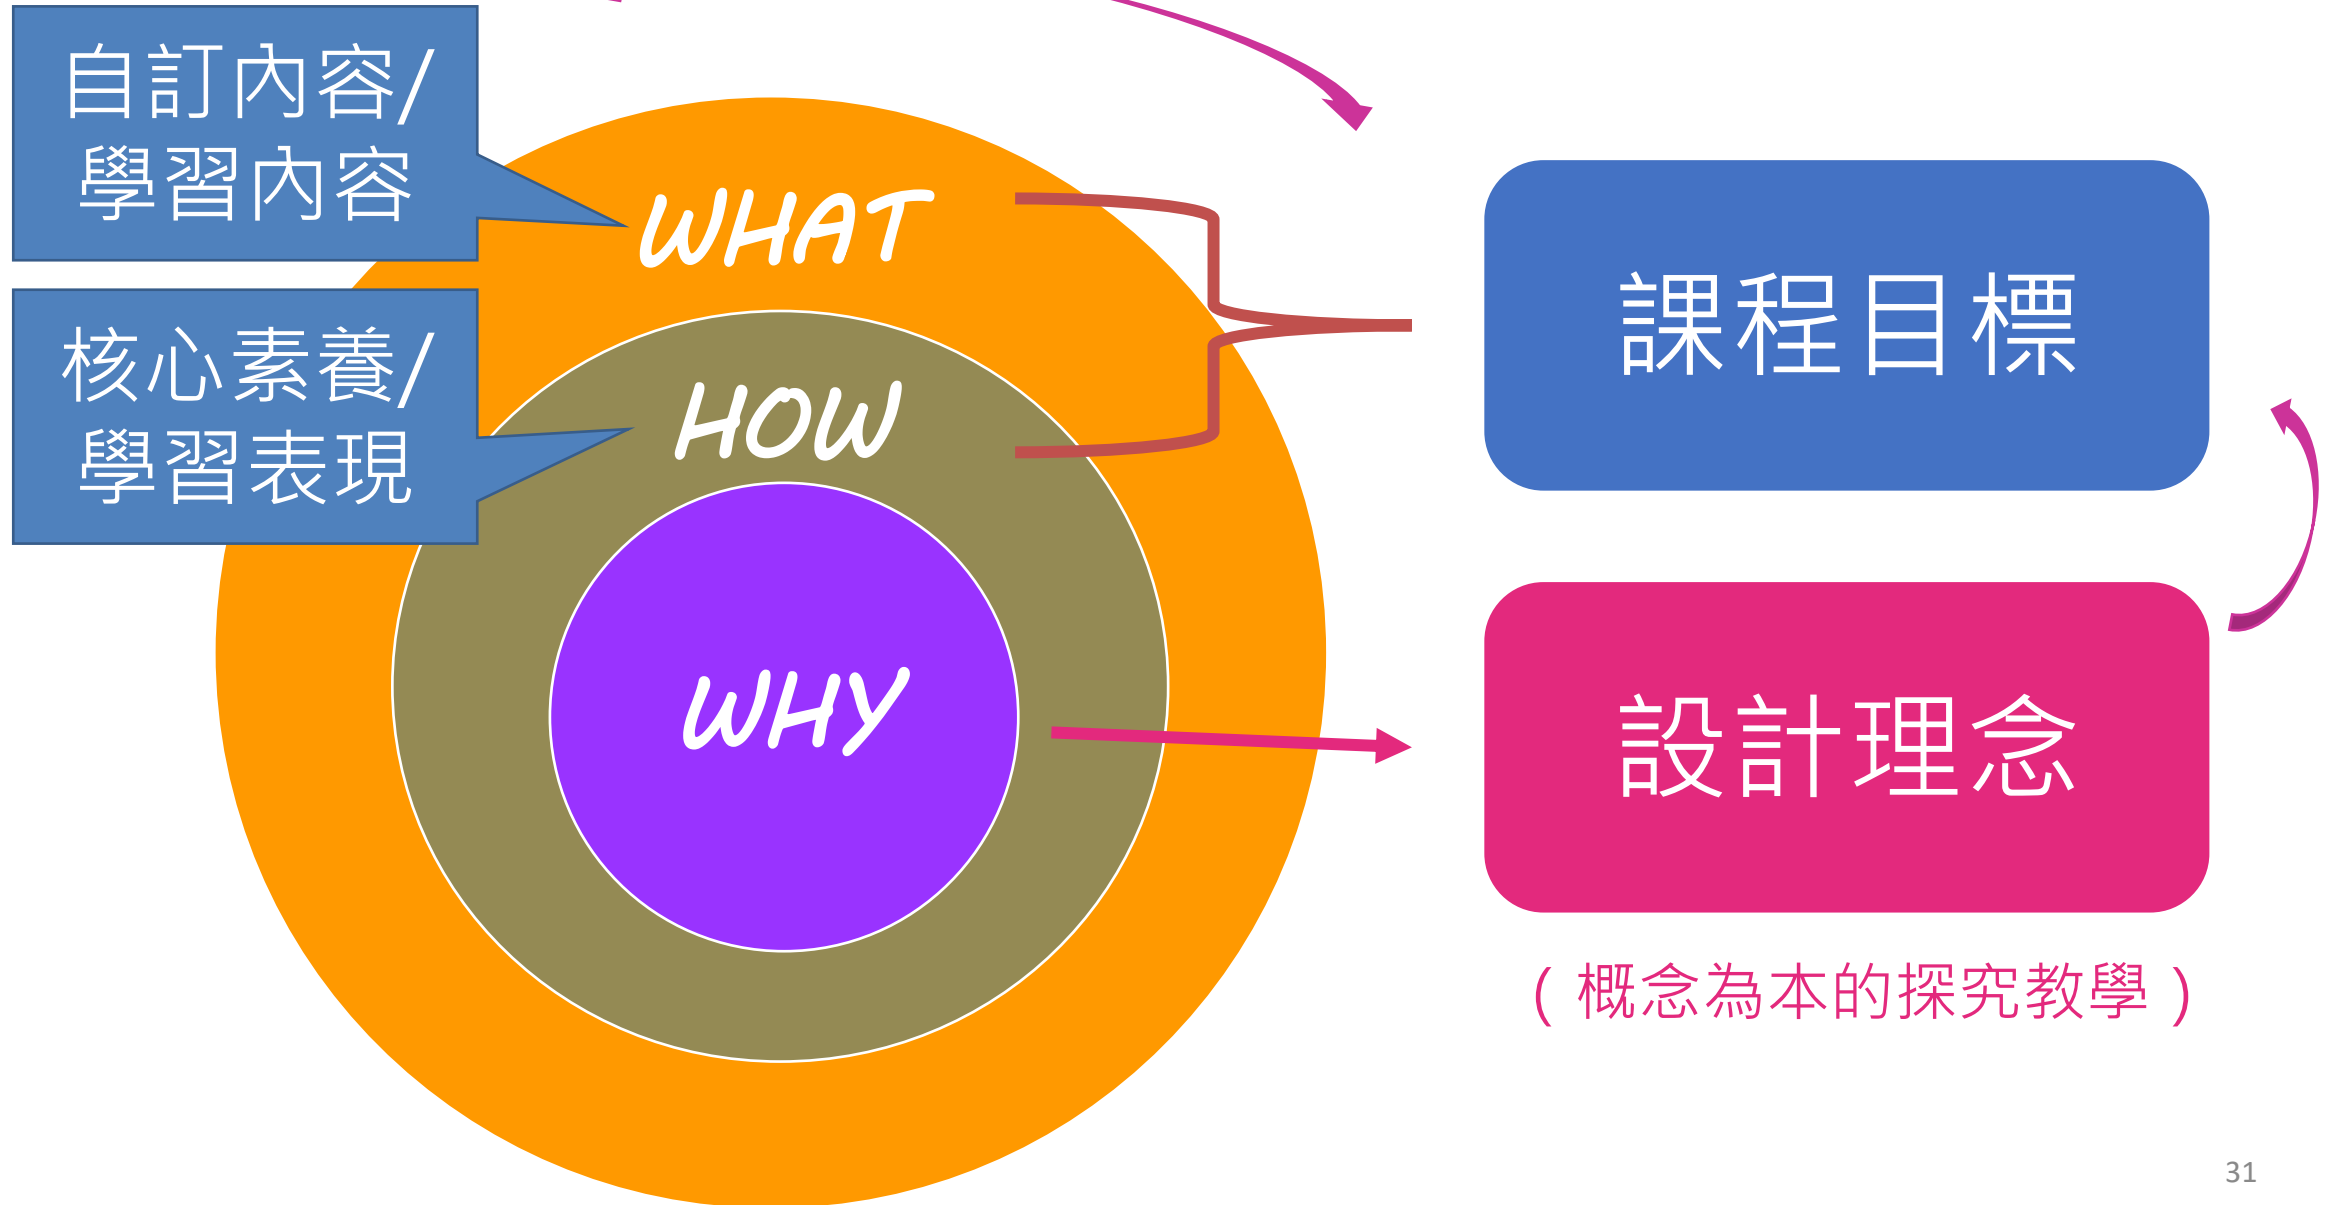 自訂內容/
學習內容
核心素養/
學習表現
WHAT
HOW
WHY
課程目標
設計理念
(概念為本的探究教學)
31